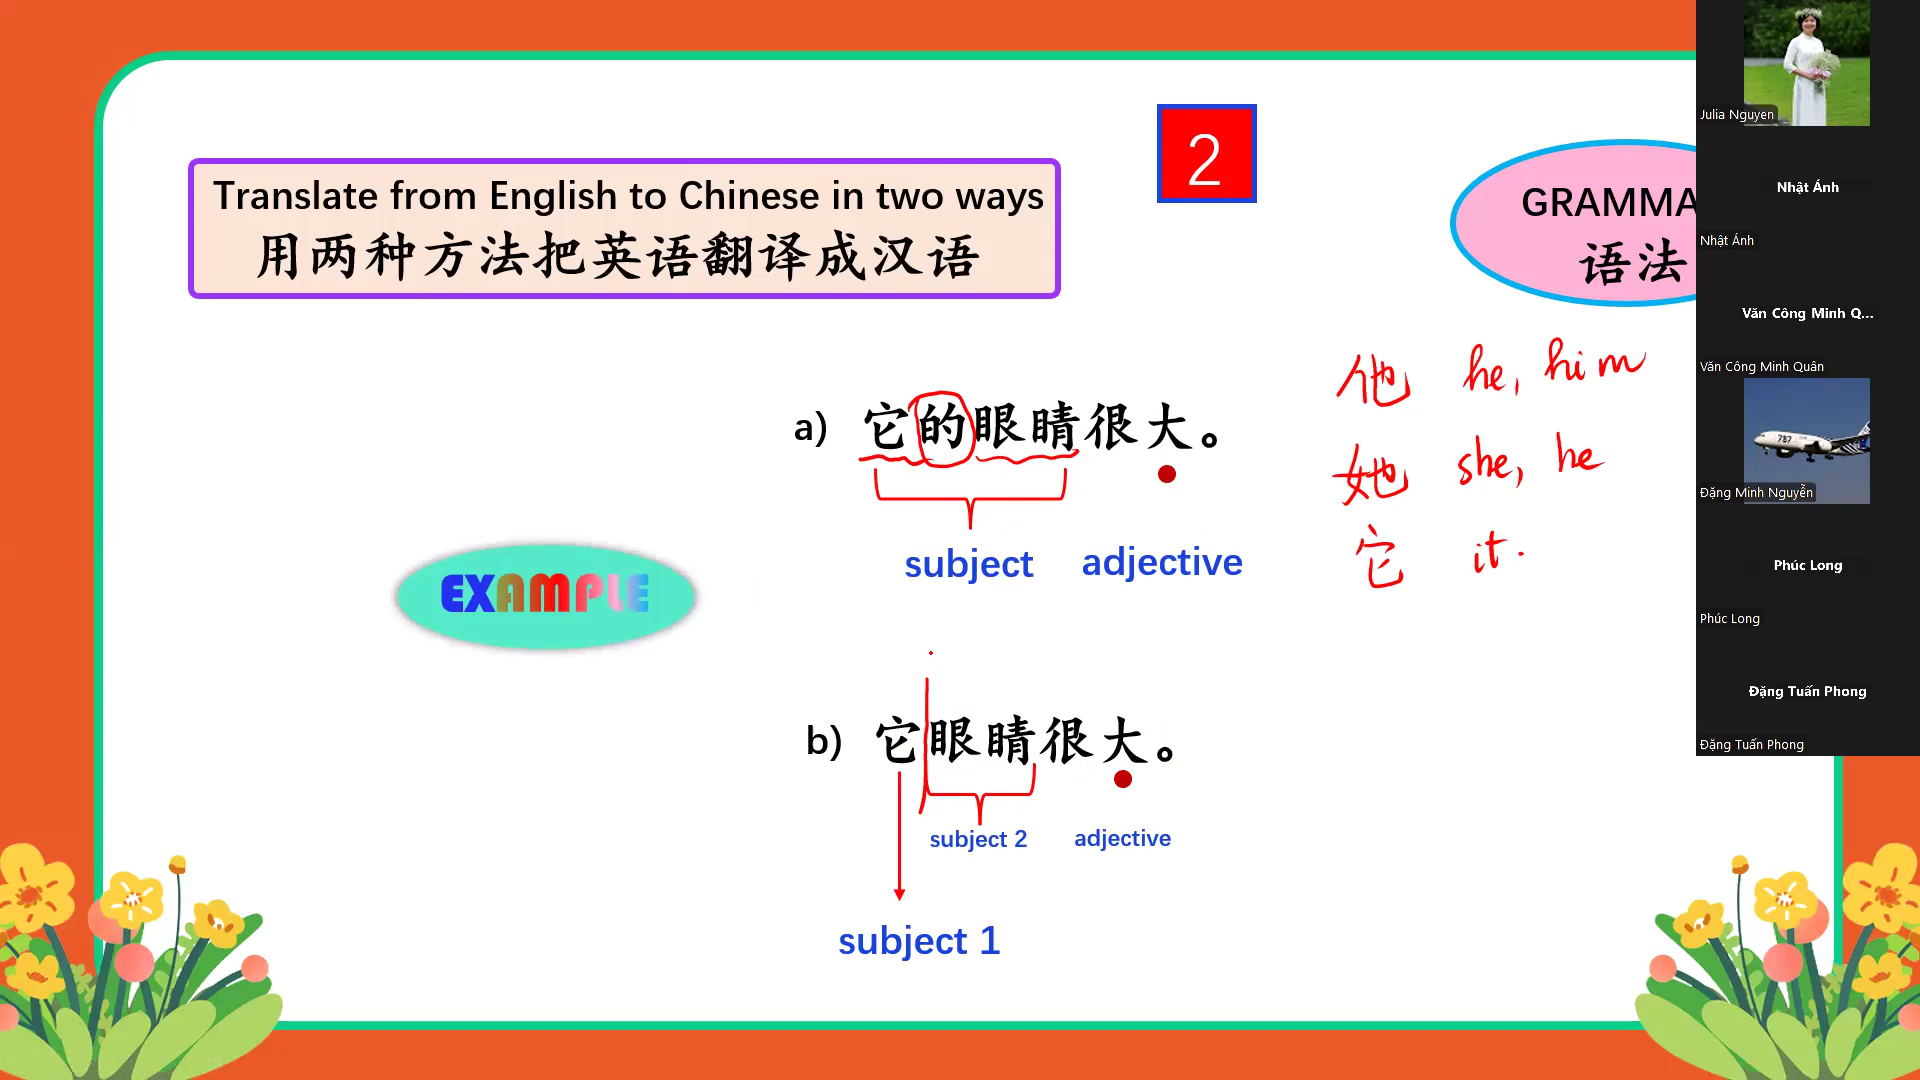 Translate from English to Chinese in two ways
用两种方法把英语翻译成汉语
2
GRAMMA
语法
a) 它的眼睛很大。
subject adjective
EXAMPLE
b) 它眼睛很大。
subject 2 adjective
subject 1
他 he, him
她 she, he
它 it.
Julia Nguyen
Nhật Ánh
Nhật Ánh
Văn Công Minh Q...
Văn Công Minh Quân
787
Đặng Minh Nguyễn
Phúc Long
Phúc Long
Đặng Tuấn Phong
Đặng Tuấn Phong